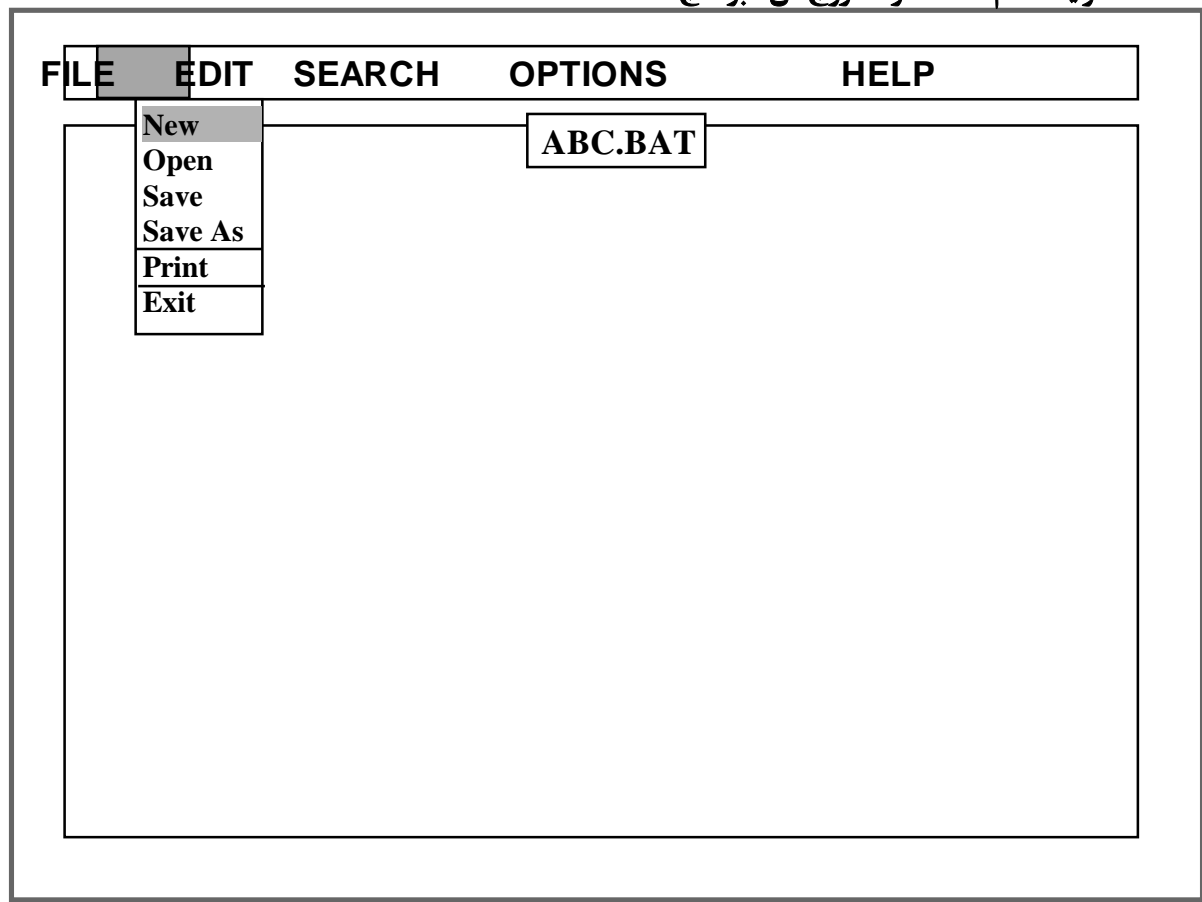 FILE EDIT SEARCH OPTIONS HELP
ABC.BAT
New
Open
Save
Save As
Print
Exit